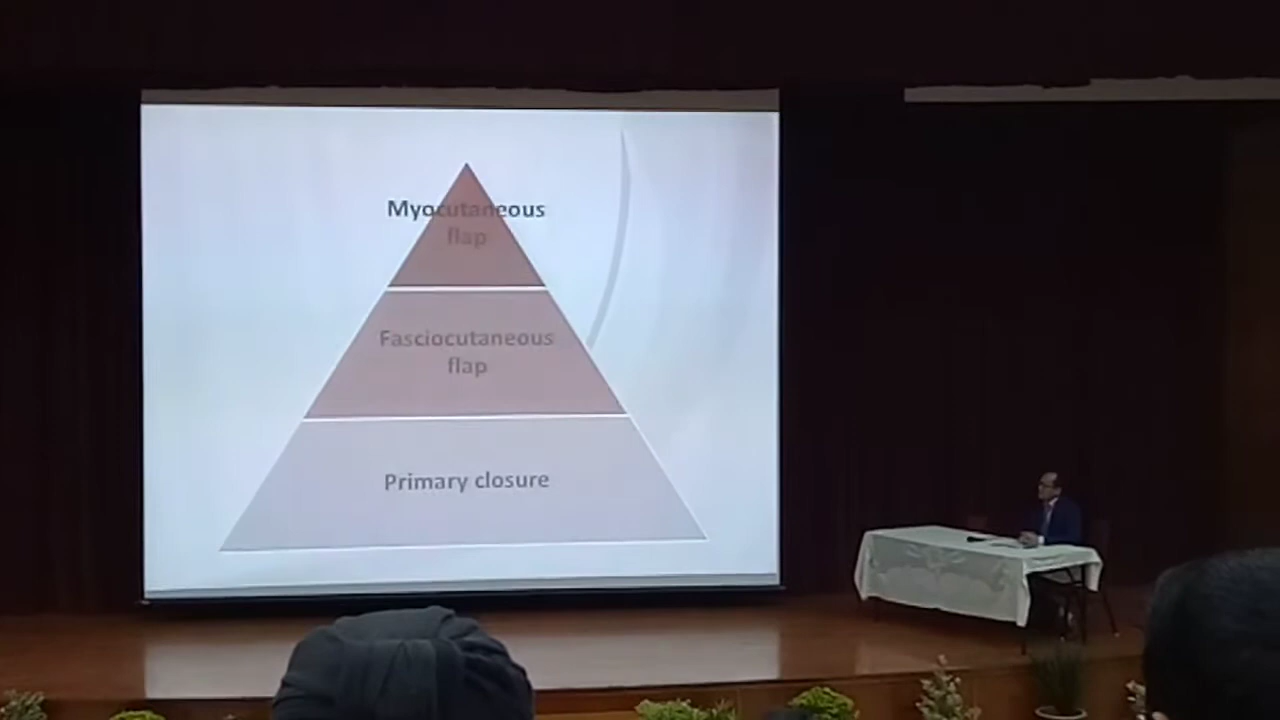 Myocutaneous
flap
Fasciocutaneous
flap
Primary closure